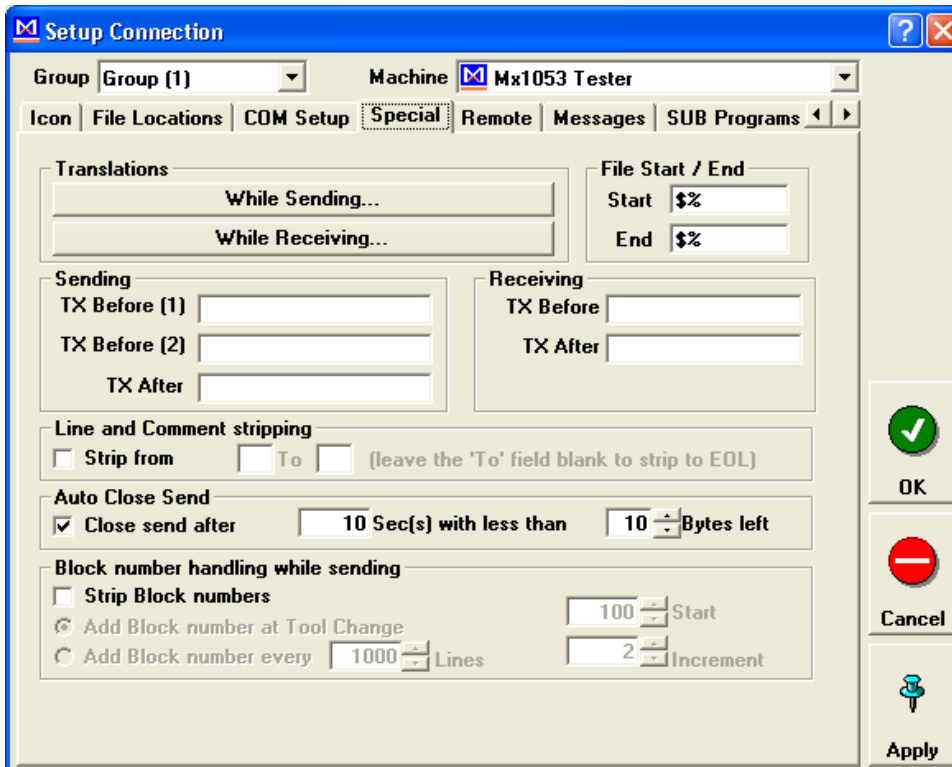 Setup Connection
Group Group (1) Machine Mx1053 Tester
Icon File Locations COM Setup Special Remote Messages SUB Programs
Translations
While Sending...
While Receiving...
File Start / End
Start $%
End $%
Sending
TX Before (1)
TX Before (2)
TX After
Receiving
TX Before
TX After
Line and Comment stripping
Strip from To (leave the 'To' field blank to strip to EOL)
Auto Close Send
Close send after 10 Sec(s) with less than 10 Bytes left
Block number handling while sending
Strip Block numbers
Add Block number at Tool Change
Add Block number every 1000 Lines
100 Start
2 Increment
OK
Cancel
Apply